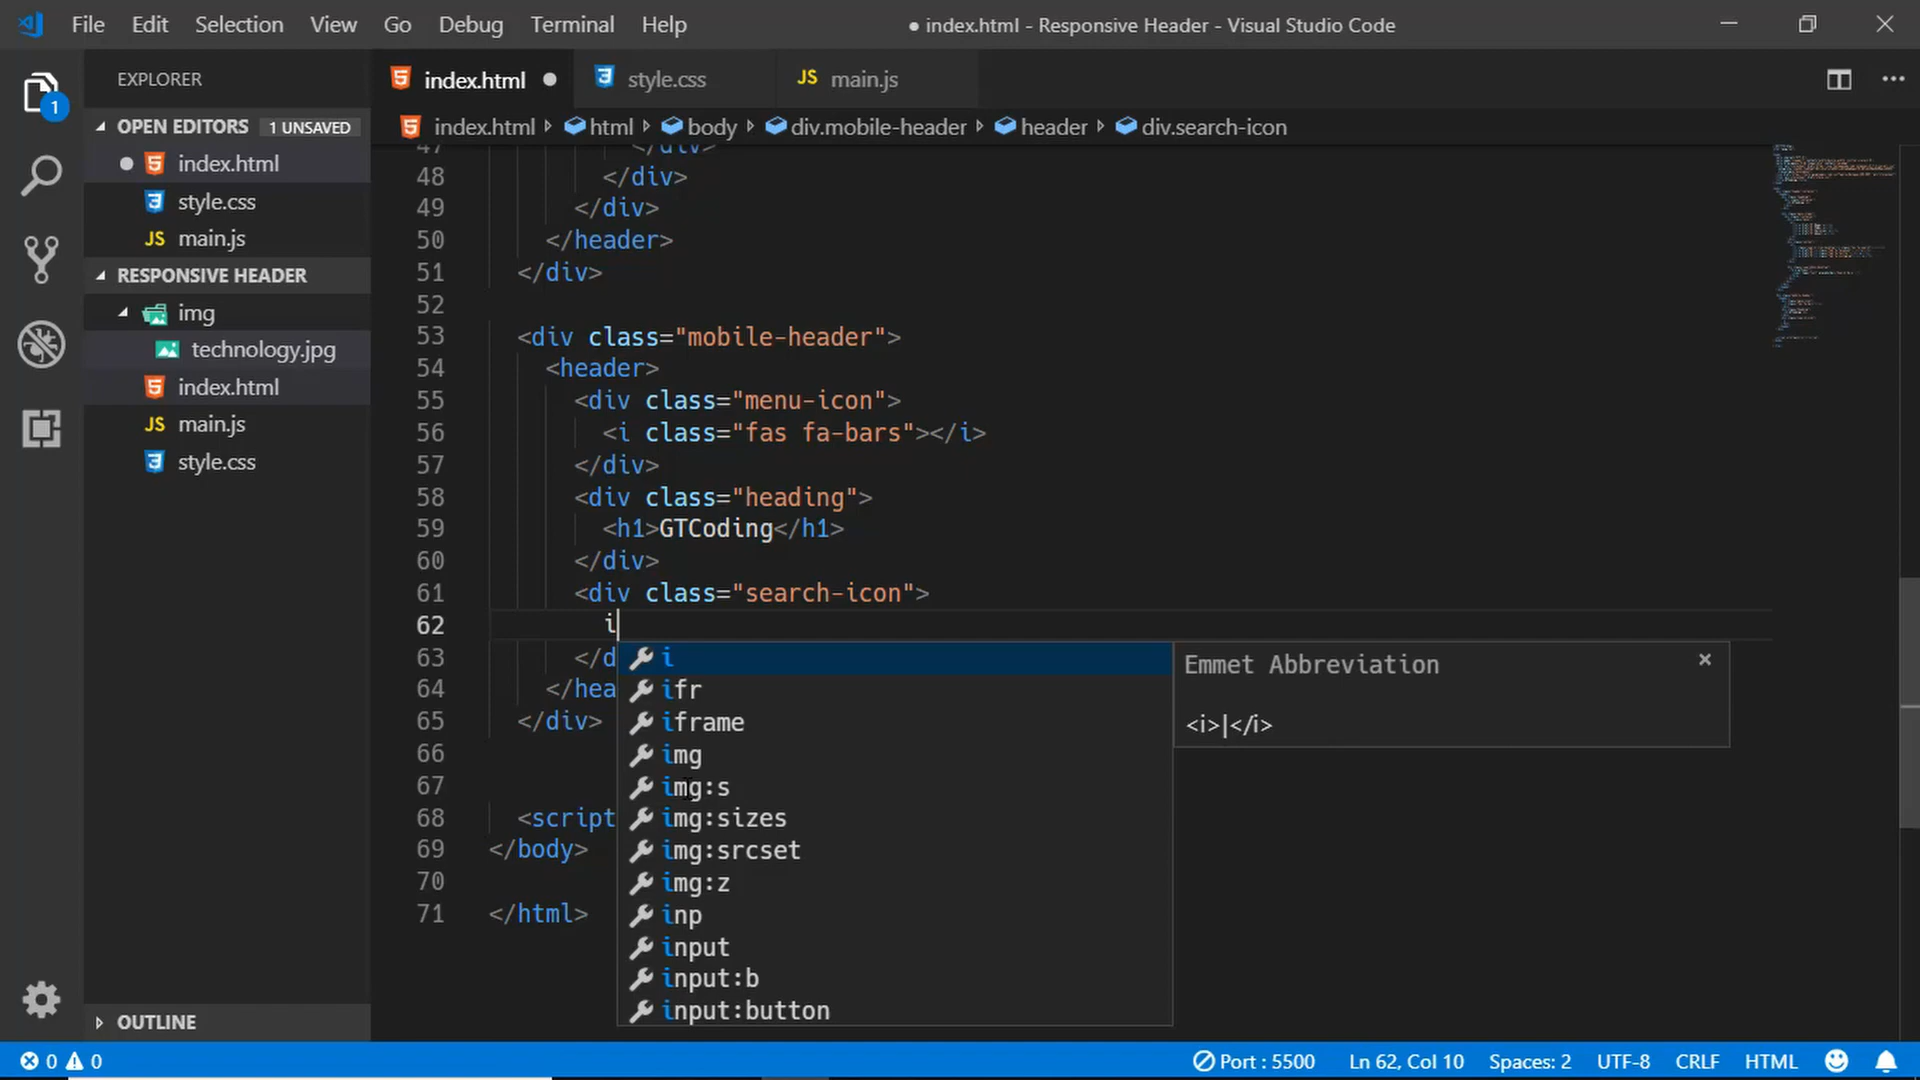 File Edit Selection View Go Debug Terminal Help
● index.html - Responsive Header - Visual Studio Code
EXPLORER
1
OPEN EDITORS 1 UNSAVED
index.html
style.css
JS main.js
RESPONSIVE HEADER
img
technology.jpg
index.html
JS main.js
style.css
OUTLINE
index.html style.css JS main.js
index.html html body div.mobile-header header div.search-icon
47 </div>
48 </div>
49 </div>
50 </header>
51 </div>
52
53 <div class="mobile-header">
54 <header>
55 <div class="menu-icon">
56 <i class="fas fa-bars"></i>
57 </div>
58 <div class="heading">
59 <h1>GTCoding</h1>
60 </div>
61 <div class="search-icon">
62 i
63 </d
64 </hea
65 </div>
66
67
68 <script
69 </body>
70
71 </html>
i
ifr
iframe
img
img:s
img:sizes
img:srcset
img:z
inp
input
input:b
input:button
Emmet Abbreviation
<i>|</i>
0 0 Port : 5500 Ln 62, Col 10 Spaces: 2 UTF-8 CRLF HTML